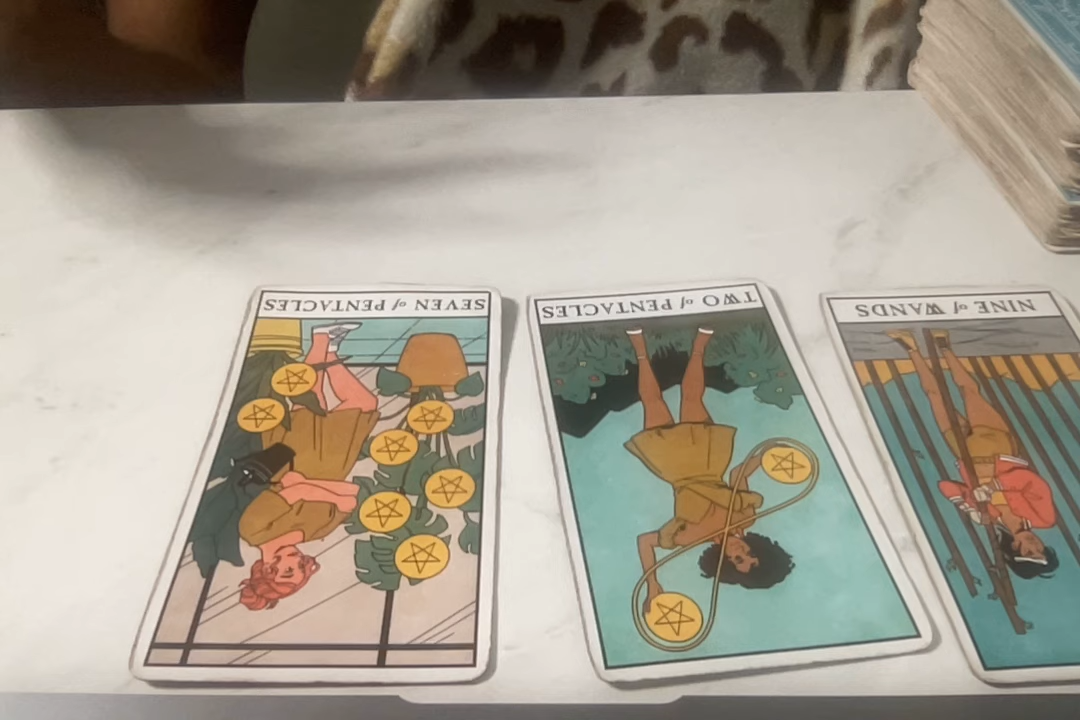 SEVEN of PENTACLES
TWO of PENTACLES
NINE of WANDS